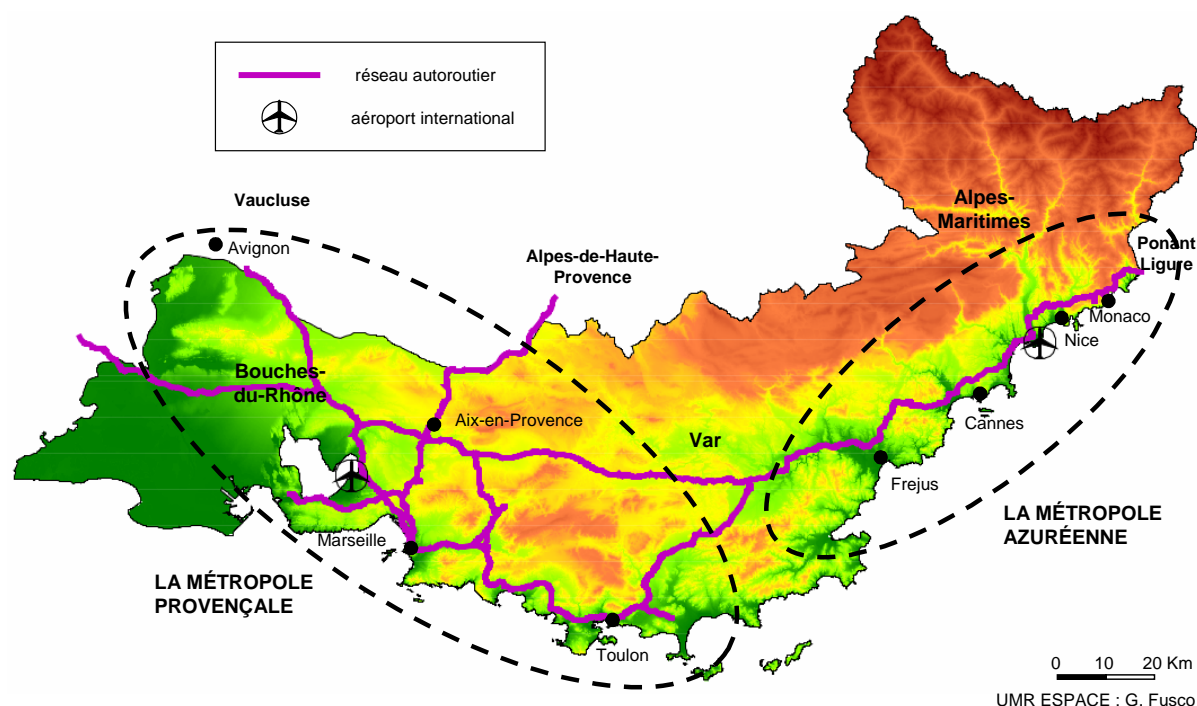 réseau autoroutier
aéroport international
Vaucluse
Avignon
Alpes-de-Haute-
Provence
Alpes-
Maritimes
Ponant
Ligure
Monaco
Nice
Bouches-
du-Rhône
Cannes
Aix-en-Provence
Var
Frejus
Marseille
LA MÉTROPOLE
AZURÉENNE
LA MÉTROPOLE
PROVENÇALE
Toulon
0 10 20 Km
UMR ESPACE : G. Fusco